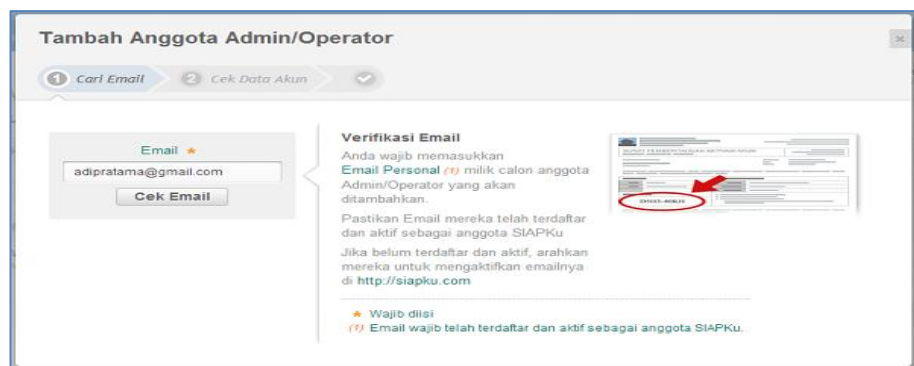 Tambah Anggota Admin/Operator
1 Cari Email 2 Cek Data Akun
Email *
adipratama@gmail.com
Cek Email
Verifikasi Email
Anda wajib memasukkan
Email Personal (1) milik calon anggota
Admin/Operator yang akan
ditambahkan.
Pastikan Email mereka telah terdaftar
dan aktif sebagai anggota SIAPKu
Jika belum terdaftar dan aktif, arahkan
mereka untuk mengaktifkan emailnya
di http://siapku.com
* Wajib diisi
(1) Email wajib telah terdaftar dan aktif sebagai anggota SIAPKu.